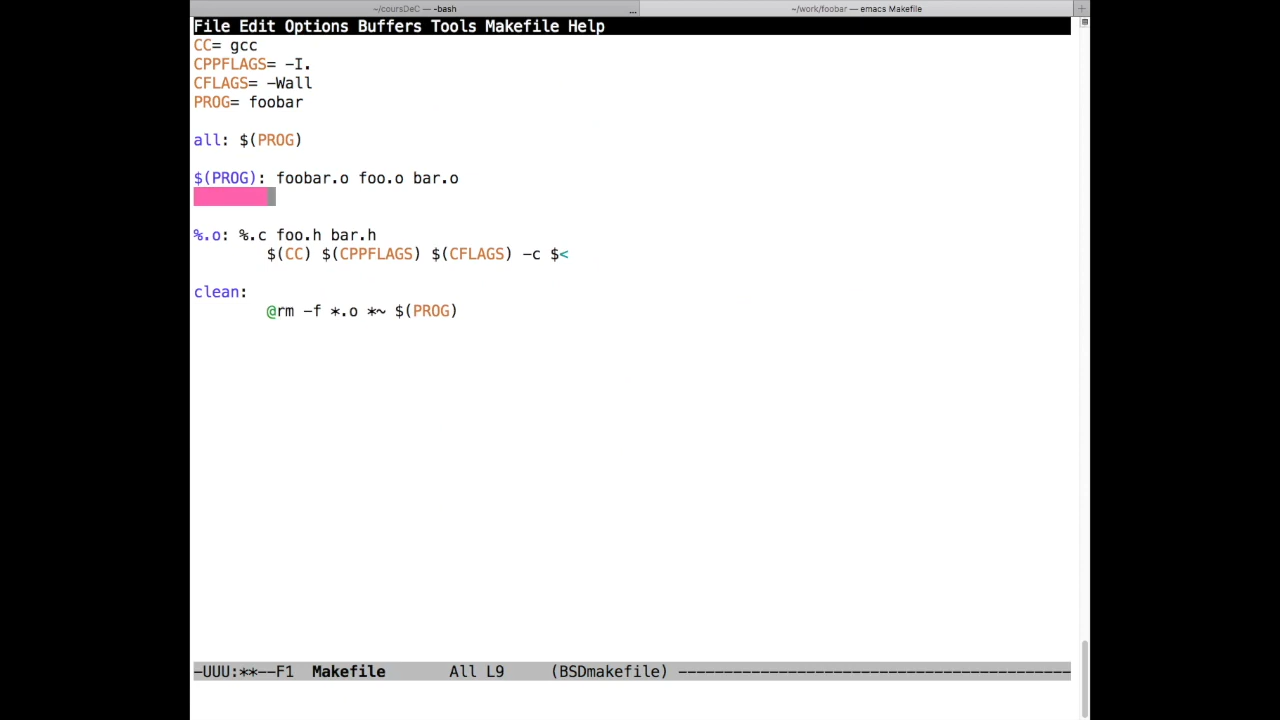 ~/coursDeC — -bash
... ~/work/foobar — emacs Makefile +
File Edit Options Buffers Tools Makefile Help
CC= gcc
CPPFLAGS= -I.
CFLAGS= -Wall
PROG= foobar
all: $(PROG)
$(PROG): foobar.o foo.o bar.o
%.o: %.c foo.h bar.h
$(CC) $(CPPFLAGS) $(CFLAGS) -c $<
clean:
@rm -f *.o *~ $(PROG)
-UUU:**--F1 Makefile All L9 (BSDmakefile) -------------------------------------------